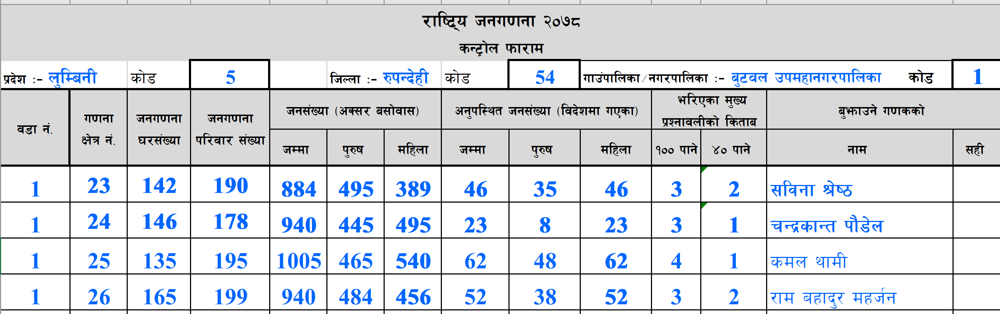 राष्ट्रिय जनगणना २०७८
कन्ट्रोल फाराम
प्रदेश :- लुम्बिनी कोड 5 जिल्ला :- रुपन्देही कोड 54 गाउंपालिका/नगरपालिका :- बुटवल उपमहानगरपालिका कोड 1
वडा नं. गणना क्षेत्र नं. जनगणना घरसंख्या जनगणना परिवार संख्या जनसंख्या (अक्सर बसोवास) अनुपस्थित जनसंख्या (विदेशमा गएका) भरिएका मुख्य प्रश्नावलीको किताब बुझाउने गणकको
जम्मा पुरुष महिला जम्मा पुरुष महिला १०० पाने ४० पाने नाम सही
1 23 142 190 884 495 389 46 35 46 3 2 सविना श्रेष्ठ
1 24 146 178 940 445 495 23 8 23 3 1 चन्द्रकान्त पौडेल
1 25 135 195 1005 465 540 62 48 62 4 1 कमल थामी
1 26 165 199 940 484 456 52 38 52 3 2 राम बहादुर महर्जन